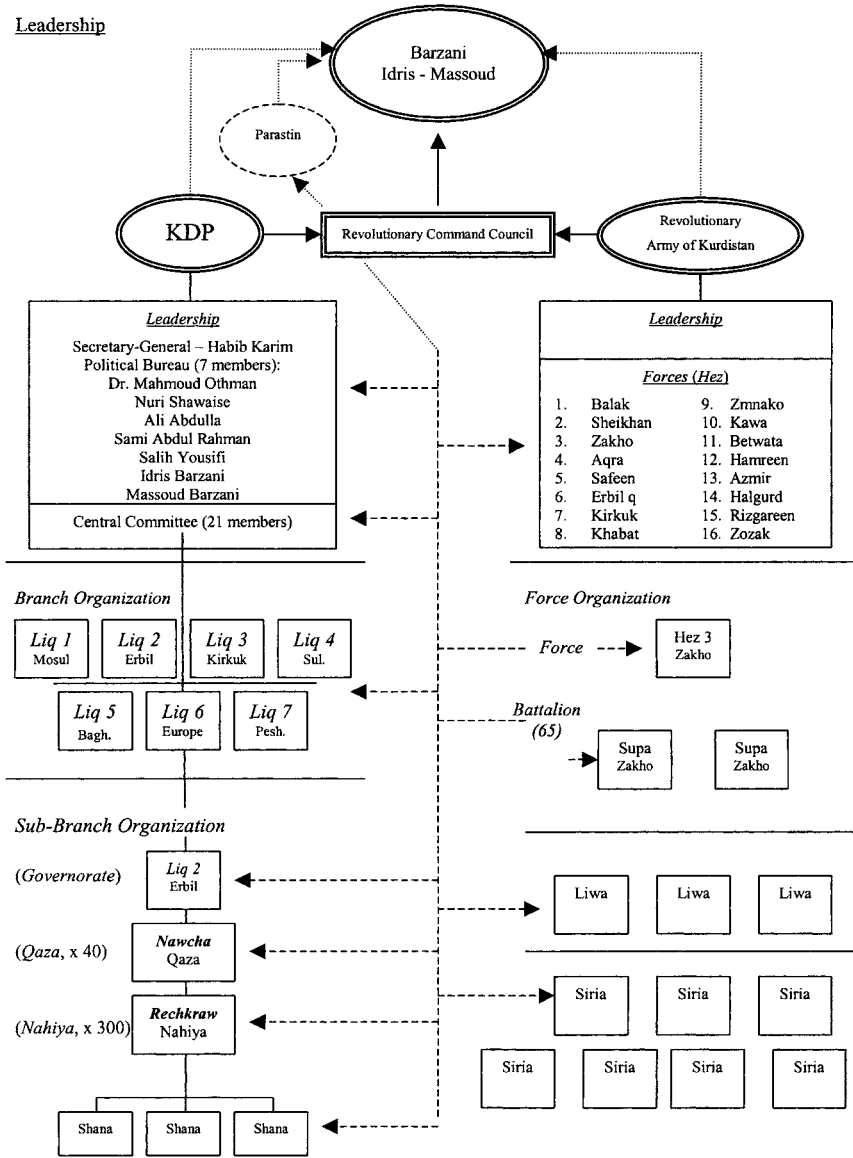 Leadership
Barzani
Idris - Massoud
Parastin
KDP
Revolutionary Command Council
Revolutionary
Army of Kurdistan
Leadership
Secretary-General – Habib Karim
Political Bureau (7 members):
Dr. Mahmoud Othman
Nuri Shawaise
Ali Abdulla
Sami Abdul Rahman
Salih Yousifi
Idris Barzani
Massoud Barzani
Central Committee (21 members)
Leadership
Forces (Hez)
1. Balak
2. Sheikhan
3. Zakho
4. Aqra
5. Safeen
6. Erbil q
7. Kirkuk
8. Khabat
9. Zmnako
10. Kawa
11. Betwata
12. Hamreen
13. Azmir
14. Halgurd
15. Rizgareen
16. Zozak
Branch Organization
Liq 1
Mosul
Liq 2
Erbil
Liq 3
Kirkuk
Liq 4
Sul.
Liq 5
Bagh.
Liq 6
Europe
Liq 7
Pesh.
Force Organization
Force
Hez 3
Zakho
Battalion
(65)
Supa
Zakho
Supa
Zakho
Sub-Branch Organization
(Governorate)
Liq 2
Erbil
(Qaza, x 40)
Nawcha
Qaza
(Nahiya, x 300)
Rechkraw
Nahiya
Shana
Shana
Shana
Liwa
Liwa
Liwa
Siria
Siria
Siria
Siria
Siria
Siria
Siria